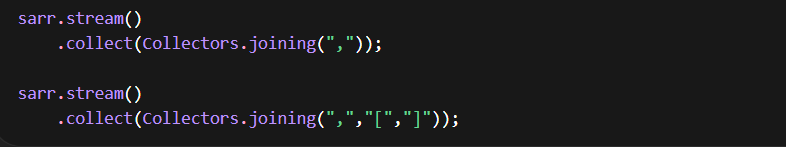 sarr.stream()
    .collect(Collectors.joining(","));
sarr.stream()
    .collect(Collectors.joining(",","[","]"));